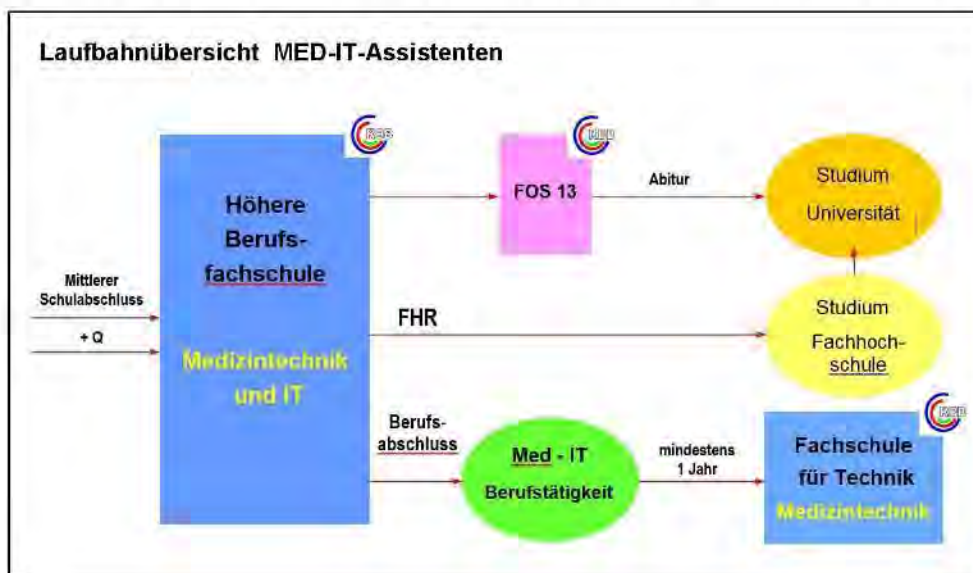 Laufbahnübersicht MED-IT-Assistenten
Mittlerer
Schulabschluss
+ Q
Höhere
Berufs-
fachschule
Medizintechnik
und IT
FOS 13
Abitur
Studium
Universität
FHR
Studium
Fachhoch-
schule
Berufs-
abschluss
Med - IT
Berufstätigkeit
mindestens
1 Jahr
Fachschule
für Technik
Medizintechnik